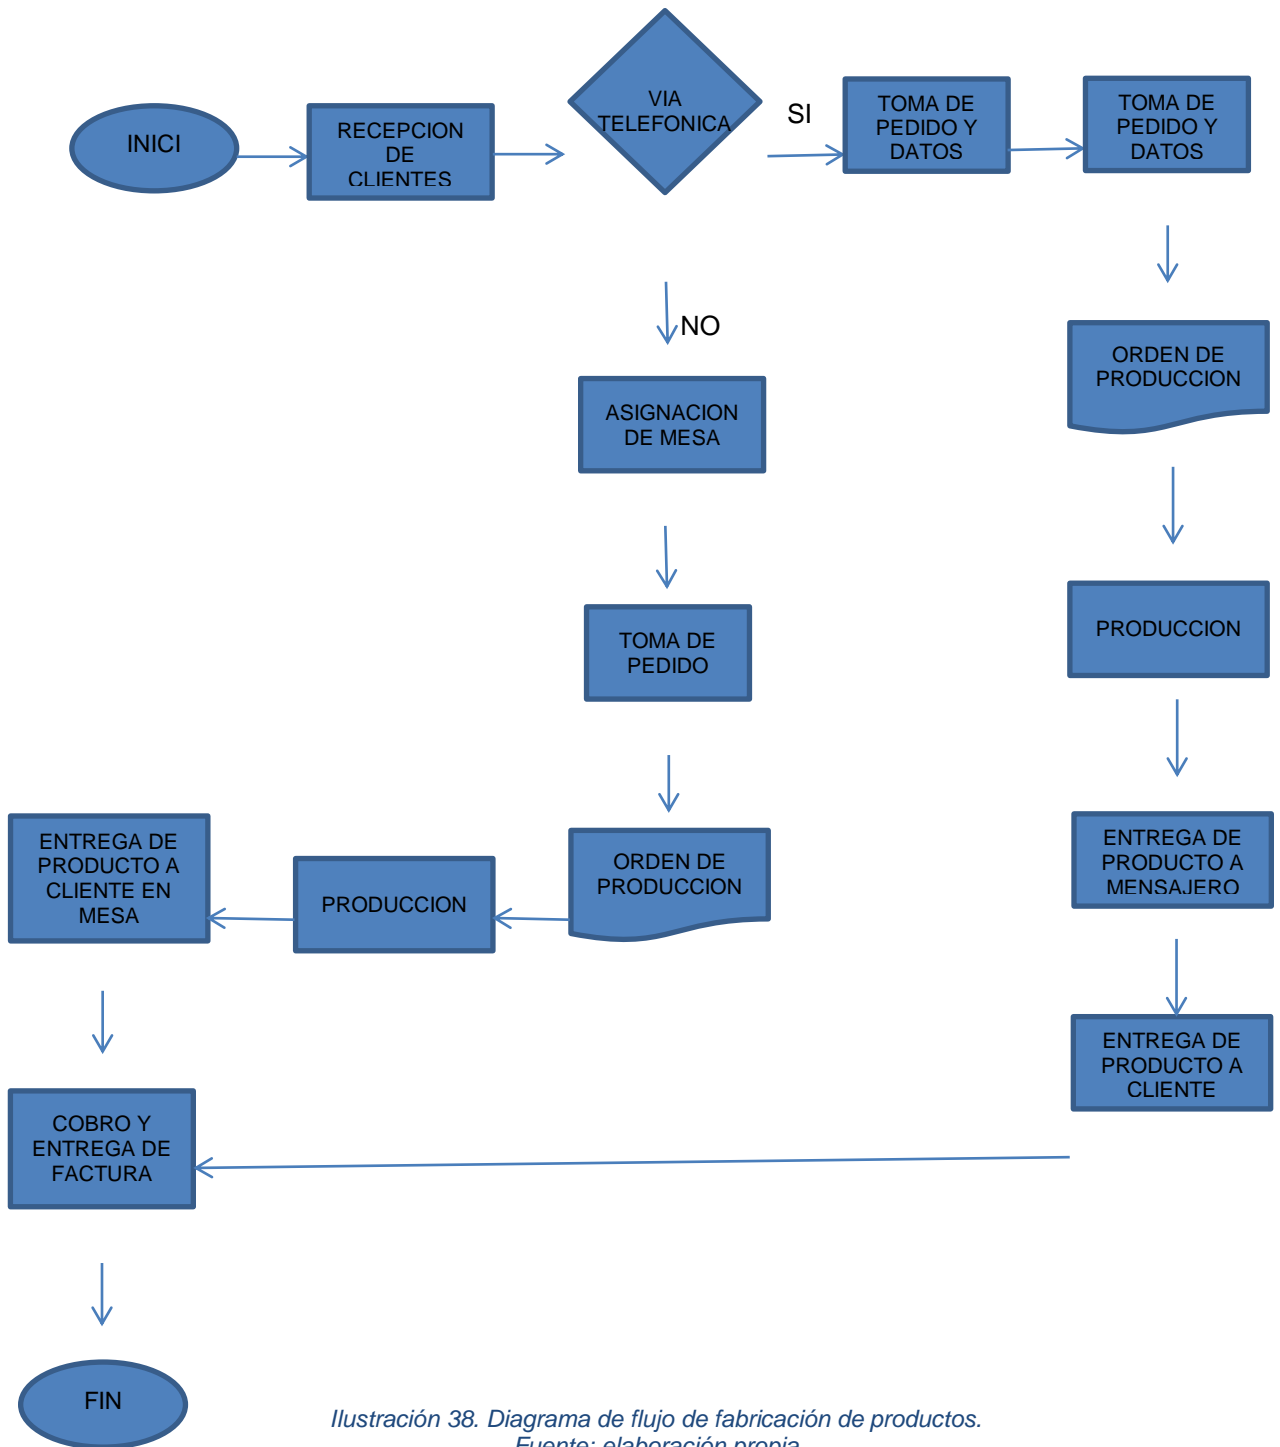 INICI
RECEPCION
DE
CLIENTES
VIA
TELEFONICA
SI
TOMA DE
PEDIDO Y
DATOS
TOMA DE
PEDIDO Y
DATOS
NO
ASIGNACION
DE MESA
ORDEN DE
PRODUCCION
TOMA DE
PEDIDO
PRODUCCION
ENTREGA DE
PRODUCTO A
CLIENTE EN
MESA
PRODUCCION
ORDEN DE
PRODUCCION
ENTREGA DE
PRODUCTO A
MENSAJERO
ENTREGA DE
PRODUCTO A
CLIENTE
COBRO Y
ENTREGA DE
FACTURA
FIN
Ilustración 38. Diagrama de flujo de fabricación de productos.
Fuente: elaboración propia